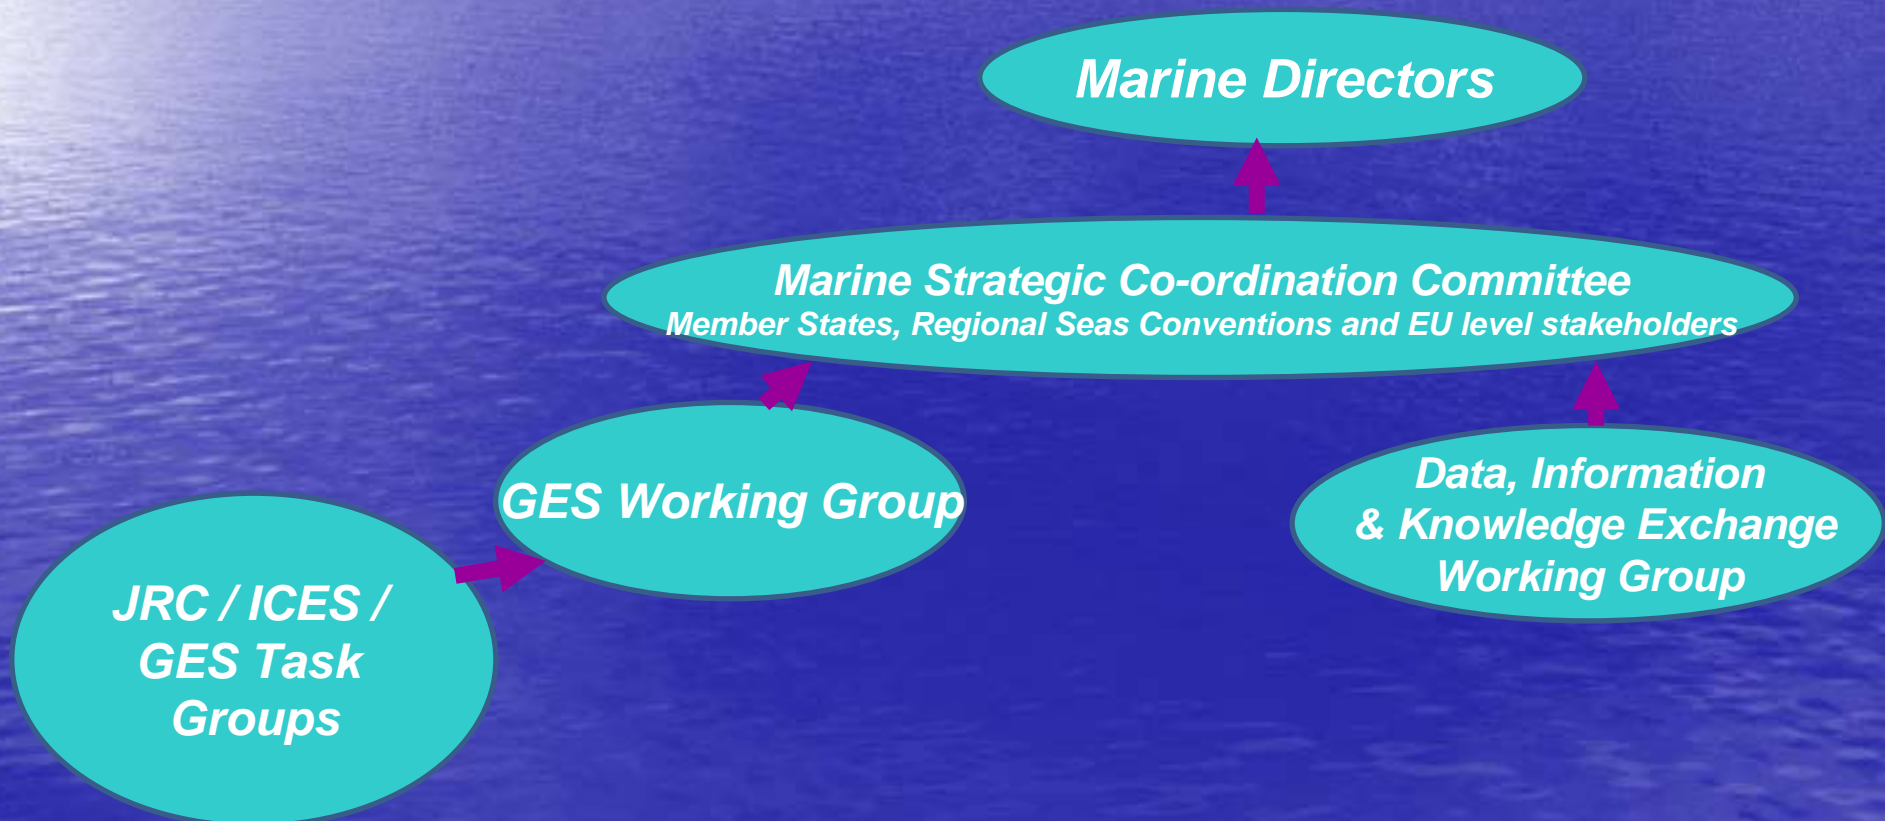 Marine Directors
Marine Strategic Co-ordination Committee
Member States, Regional Seas Conventions and EU level stakeholders
GES Working Group
Data, Information
& Knowledge Exchange
Working Group
JRC / ICES /
GES Task
Groups